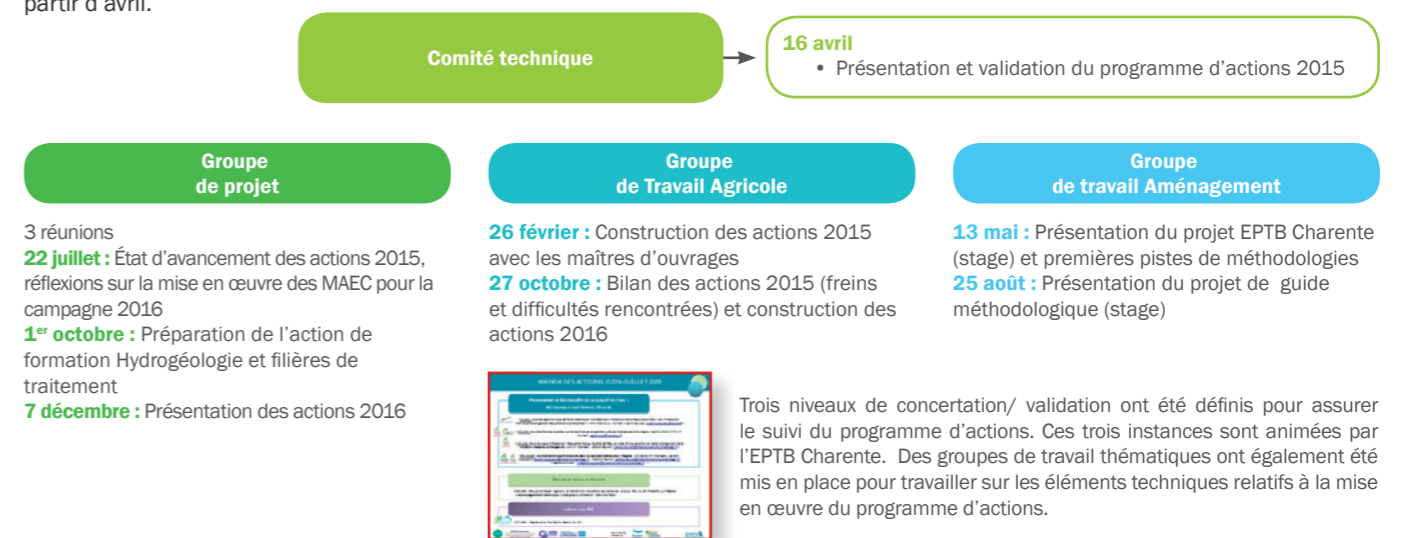 partir d'avril.
Comité technique
16 avril
• Présentation et validation du programme d'actions 2015
Groupe
de projet
3 réunions
22 juillet : État d'avancement des actions 2015,
réflexions sur la mise en œuvre des MAEC pour la
campagne 2016
1er octobre : Préparation de l'action de
formation Hydrogéologie et filières de
traitement
7 décembre : Présentation des actions 2016
Groupe
de Travail Agricole
26 février : Construction des actions 2015
avec les maîtres d'ouvrages
27 octobre : Bilan des actions 2015 (freins
et difficultés rencontrées) et construction des
actions 2016
Groupe
de travail Aménagement
13 mai : Présentation du projet EPTB Charente
(stage) et premières pistes de méthodologies
25 août : Présentation du projet de guide
méthodologique (stage)
AGENDA DES ACTIONS JUIN-JUILLET 2015
Trois niveaux de concertation/ validation ont été définis pour assurer
le suivi du programme d'actions. Ces trois instances sont animées par
l'EPTB Charente. Des groupes de travail thématiques ont également été
mis en place pour travailler sur les éléments techniques relatifs à la mise
en œuvre du programme d'actions.